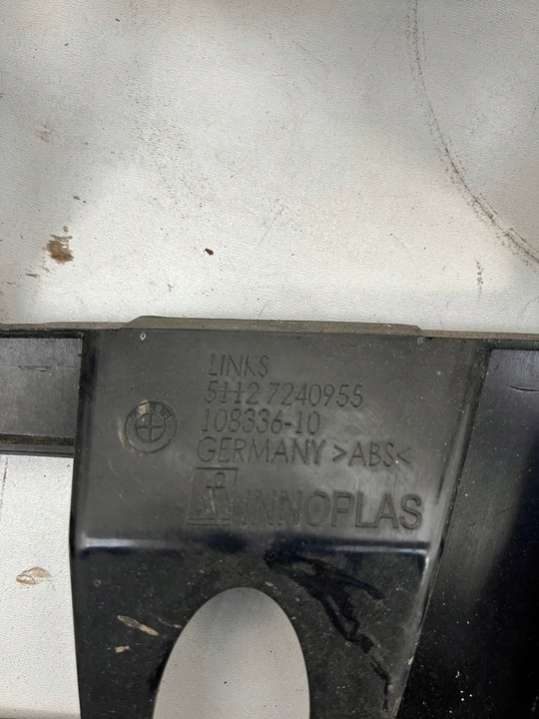 LINKS
5112 7240955
108336-10
GERMANY >ABS<
INNOPLAS